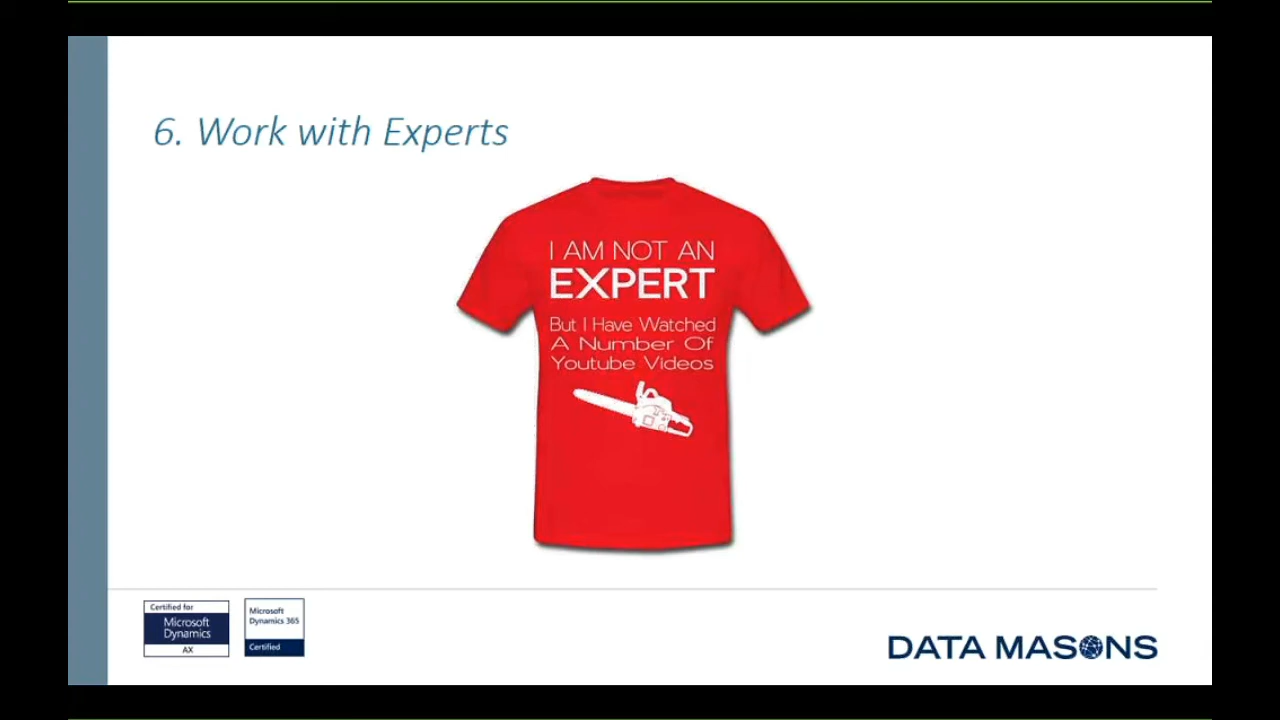 6. Work with Experts
I AM NOT AN
EXPERT
But I Have Watched
A Number Of
Youtube Videos
Certified for
Microsoft
Dynamics
AX
Microsoft
Dynamics 365
Certified
DATA MASONS